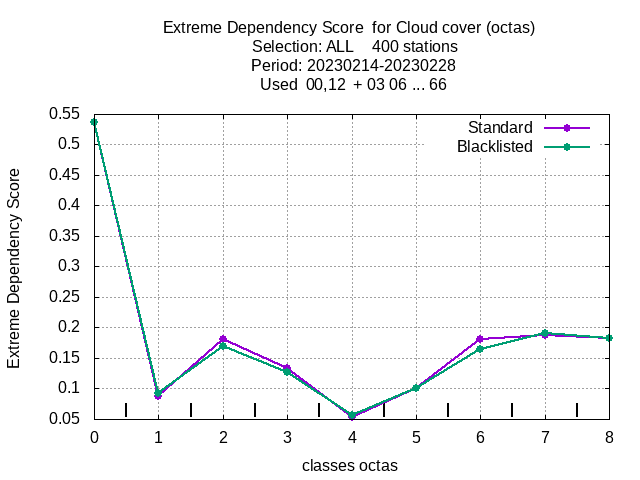 Extreme Dependency Score  for Cloud cover (octas)
Selection: ALL    400 stations
Period: 20230214-20230228
Used  00,12  + 03 06 ... 66
Standard
Blacklisted
0.55
0.5
0.45
0.4
0.35
0.3
0.25
0.2
0.15
0.1
0.05
Extreme Dependency Score
0 1 2 3 4 5 6 7 8
classes octas